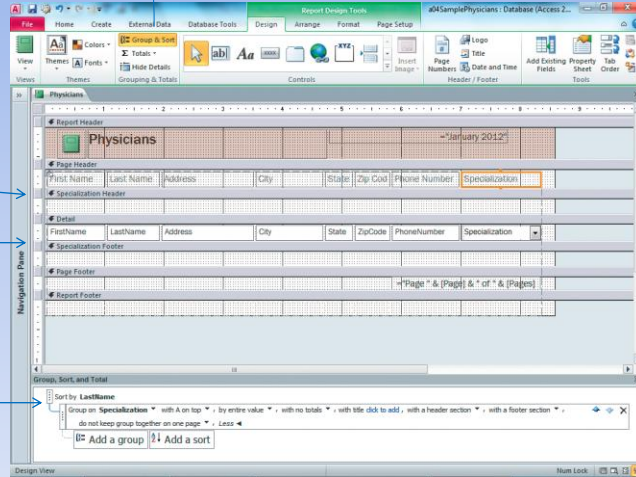 Report Design Tools
a04SamplePhysicians : Database (Access 2...
File Home Create External Data Database Tools Design Arrange Format Page Setup
View
Views
Aa Themes
Colors
A Fonts
Themes
Group & Sort
Σ Totals
Hide Details
Grouping & Totals
ab| Aa XYZ
Controls
Insert Image
Page Numbers
Logo
Title
Date and Time
Header / Footer
Add Existing Fields
Property Sheet
Tab Order
Tools
Physicians
Report Header
Physicians
="January 2012"
Page Header
First Name Last Name Address City State Zip Cod Phone Number Specialization
Specialization Header
Detail
FirstName LastName Address City State ZipCode PhoneNumber Specialization
Specialization Footer
Page Footer
="Page " & [Page] & " of " & [Pages]
Report Footer
Navigation Pane
Group, Sort, and Total
Sort by LastName
Group on Specialization with A on top , by entire value , with no totals , with title click to add , with a header section , with a footer section ,
do not keep group together on one page , Less
Add a group Add a sort
Design View
Num Lock